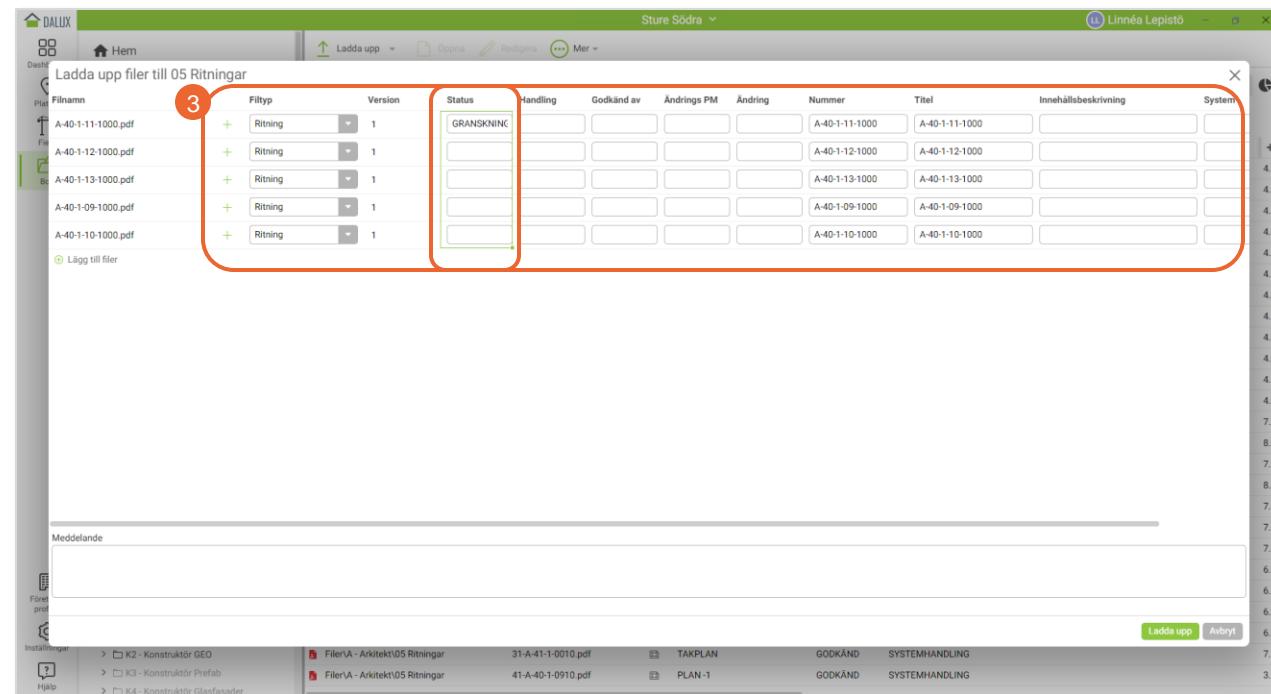 DALUX
Sture Södra
LL Linnéa Lepistö
Hem
Ladda upp
Öppna
Redigera
Mer
Ladda upp filer till 05 Ritningar
3
Filnamn Filtyp Version Status Handling Godkänd av Ändrings PM Ändring Nummer Titel Innehållsbeskrivning System
A-40-1-11-1000.pdf Ritning 1 GRANSKNING A-40-1-11-1000 A-40-1-11-1000
A-40-1-12-1000.pdf Ritning 1 A-40-1-12-1000 A-40-1-12-1000
A-40-1-13-1000.pdf Ritning 1 A-40-1-13-1000 A-40-1-13-1000
A-40-1-09-1000.pdf Ritning 1 A-40-1-09-1000 A-40-1-09-1000
A-40-1-10-1000.pdf Ritning 1 A-40-1-10-1000 A-40-1-10-1000
Lägg till filer
Meddelande
Ladda upp Avbryt
Inställningar
Hjälp
K2 - Konstruktör GEO
K3 - Konstruktör Prefab
K4 - Konstruktör Glasfasader
Filer\A - Arkitekt\05 Ritningar 31-A-41-1-0010.pdf TAKPLAN GODKÄND SYSTEMHANDLING 7.
Filer\A - Arkitekt\05 Ritningar 41-A-40-1-0910.pdf PLAN -1 GODKÄND SYSTEMHANDLING 3.